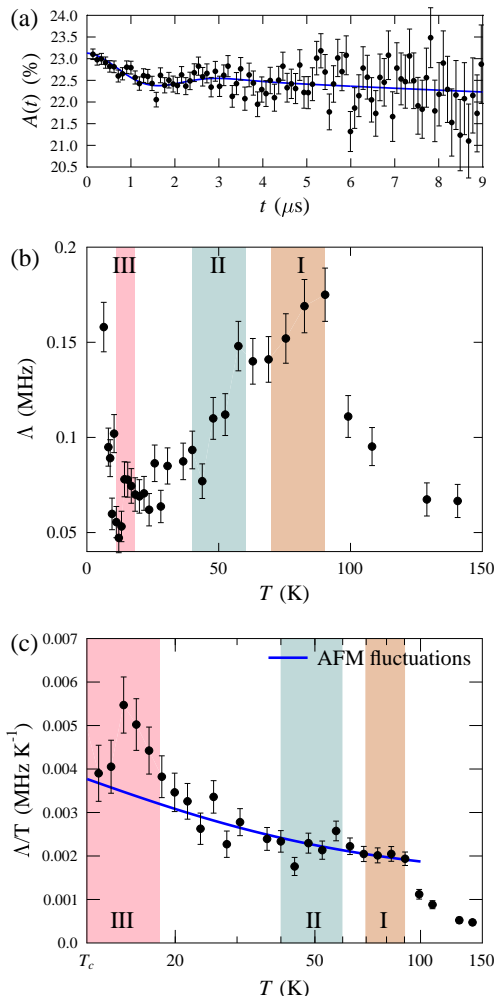 (a)
24.0
23.5
23.0
22.5
22.0
21.5
21.0
20.5
A(t) (%)
0 1 2 3 4 5 6 7 8 9
t (μs)
(b)
III II I
0.2
0.15
0.1
0.05
Λ (MHz)
0 50 100 150
T (K)
(c)
AFM fluctuations
0.007
0.006
0.005
0.004
0.003
0.002
0.001
0.0
Λ/T (MHz K⁻¹)
III II I
T_c 20 50 100 150
T (K)